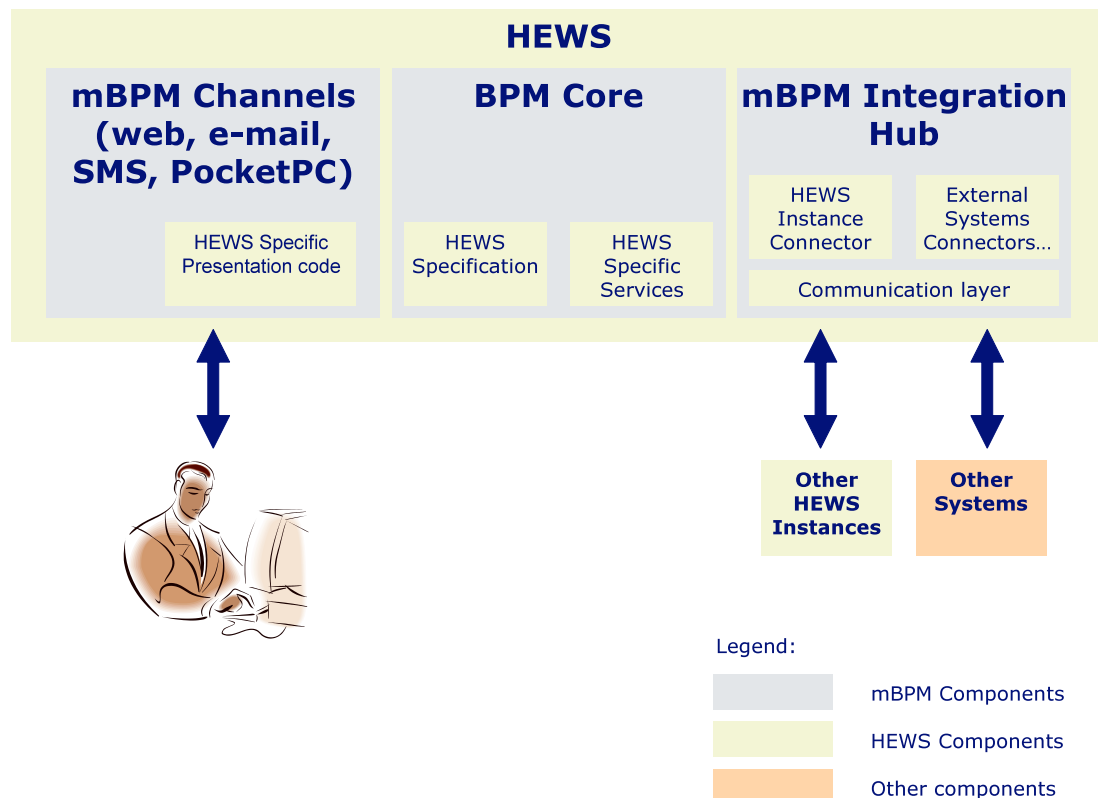 HEWS
mBPM Channels
(web, e-mail,
SMS, PocketPC)
HEWS Specific
Presentation code
BPM Core
HEWS
Specification
HEWS
Specific
Services
mBPM Integration
Hub
HEWS
Instance
Connector
External
Systems
Connectors...
Communication layer
Other
HEWS
Instances
Other
Systems
Legend:
mBPM Components
HEWS Components
Other components